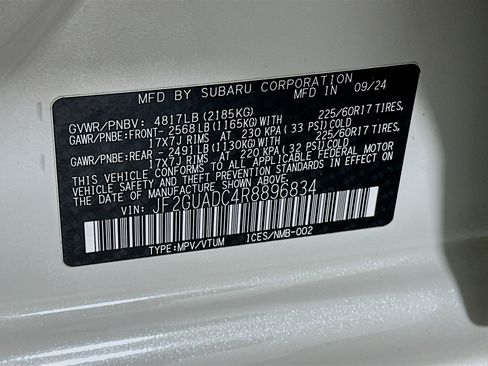 MFD BY SUBARU CORPORATION
MFD.IN 09/24
GVWR/PNBV: 4817LB(2185KG)
GAWR/PNBE:FRONT-2568LB(1165KG)WITH 225/60R17 TIRES,
17X7J RIMS AT 230 KPA( 33 PSI)COLD
GAWR/PNBE:REAR -2491LB(1130KG)WITH 225/60R17 TIRES,
17X7J RIMS AT 220 KPA( 32 PSI)COLD
THIS VEHICLE CONFORMS TO ALL APPLICABLE FEDERAL MOTOR
VEHICLE SAFETY AND THEFT PREVENTION STANDARDS IN EFFECT
ON THE DATE OF MANUFACTURE SHOWN ABOVE.
VIN: JF2GUADC4R8896834
TYPE:MPV/VTUM ICES/NMB-002